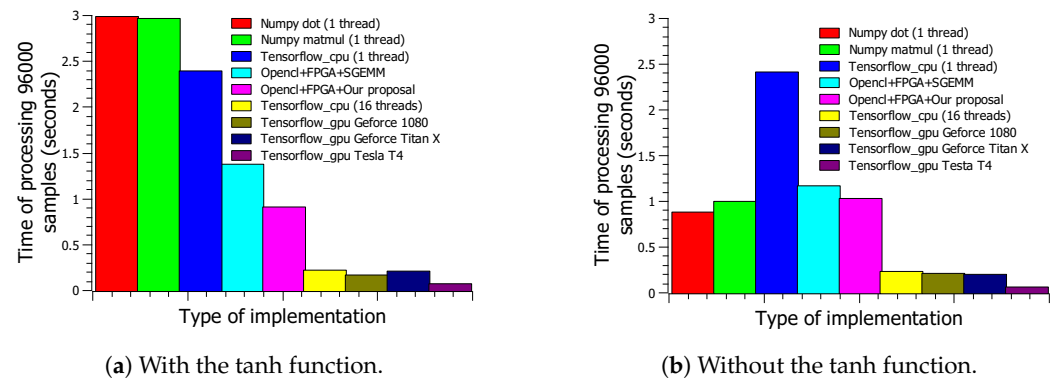 Time of processing 96000
samples (seconds)
3
2.5
2
1.5
1
0.5
0
Numpy dot (1 thread)
Numpy matmul (1 thread)
Tensorflow_cpu (1 thread)
Opencl+FPGA+SGEMM
Opencl+FPGA+Our proposal
Tensorflow_cpu (16 threads)
Tensorflow_gpu Geforce 1080
Tensorflow_gpu Geforce Titan X
Tensorflow_gpu Tesla T4
Type of implementation
(a) With the tanh function.
Time of processing 96000
samples (seconds)
3
2.5
2
1.5
1
0.5
0
Numpy dot (1 thread)
Numpy matmul (1 thread)
Tensorflow_cpu (1 thread)
Opencl+FPGA+SGEMM
Opencl+FPGA+Our proposal
Tensorflow_cpu (16 threads)
Tensorflow_gpu Geforce 1080
Tensorflow_gpu Geforce Titan X
Tensorflow_gpu Testa T4
Type of implementation
(b) Without the tanh function.